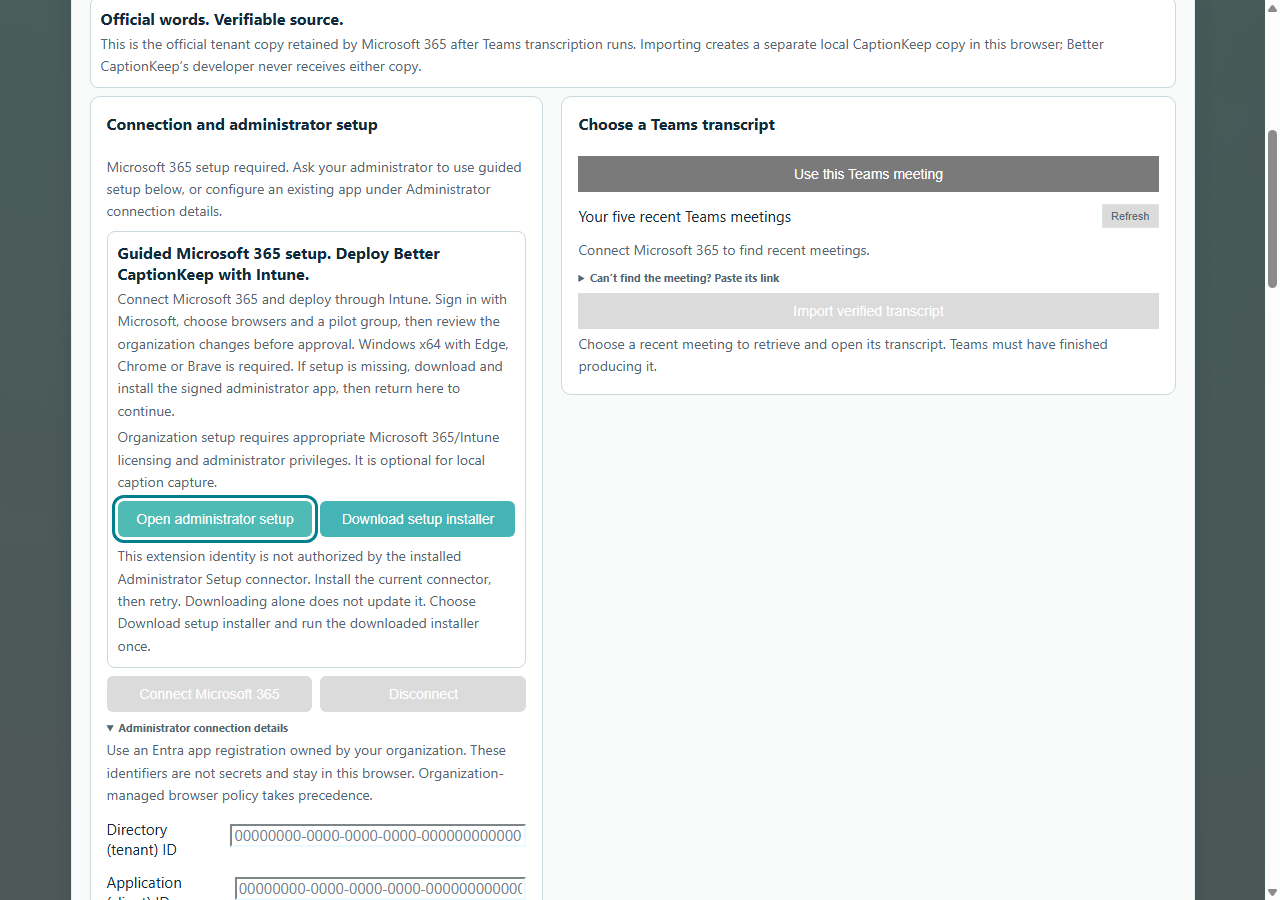 Official words. Verifiable source.
This is the official tenant copy retained by Microsoft 365 after Teams transcription runs. Importing creates a separate local CaptionKeep copy in this browser; Better
CaptionKeep's developer never receives either copy.
Connection and administrator setup
Microsoft 365 setup required. Ask your administrator to use guided
setup below, or configure an existing app under Administrator
connection details.
Guided Microsoft 365 setup. Deploy Better
CaptionKeep with Intune.
Connect Microsoft 365 and deploy through Intune. Sign in with
Microsoft, choose browsers and a pilot group, then review the
organization changes before approval. Windows x64 with Edge,
Chrome or Brave is required. If setup is missing, download and
install the signed administrator app, then return here to
continue.
Organization setup requires appropriate Microsoft 365/Intune
licensing and administrator privileges. It is optional for local
caption capture.
Open administrator setup
Download setup installer
This extension identity is not authorized by the installed
Administrator Setup connector. Install the current connector,
then retry. Downloading alone does not update it. Choose
Download setup installer and run the downloaded installer
once.
Connect Microsoft 365
Disconnect
Administrator connection details
Use an Entra app registration owned by your organization. These
identifiers are not secrets and stay in this browser. Organization-
managed browser policy takes precedence.
Directory
(tenant) ID
00000000-0000-0000-0000-000000000000
Application
(client) ID
00000000-0000-0000-0000-000000000000
Choose a Teams transcript
Use this Teams meeting
Your five recent Teams meetings
Refresh
Connect Microsoft 365 to find recent meetings.
Can't find the meeting? Paste its link
Import verified transcript
Choose a recent meeting to retrieve and open its transcript. Teams must have finished
producing it.